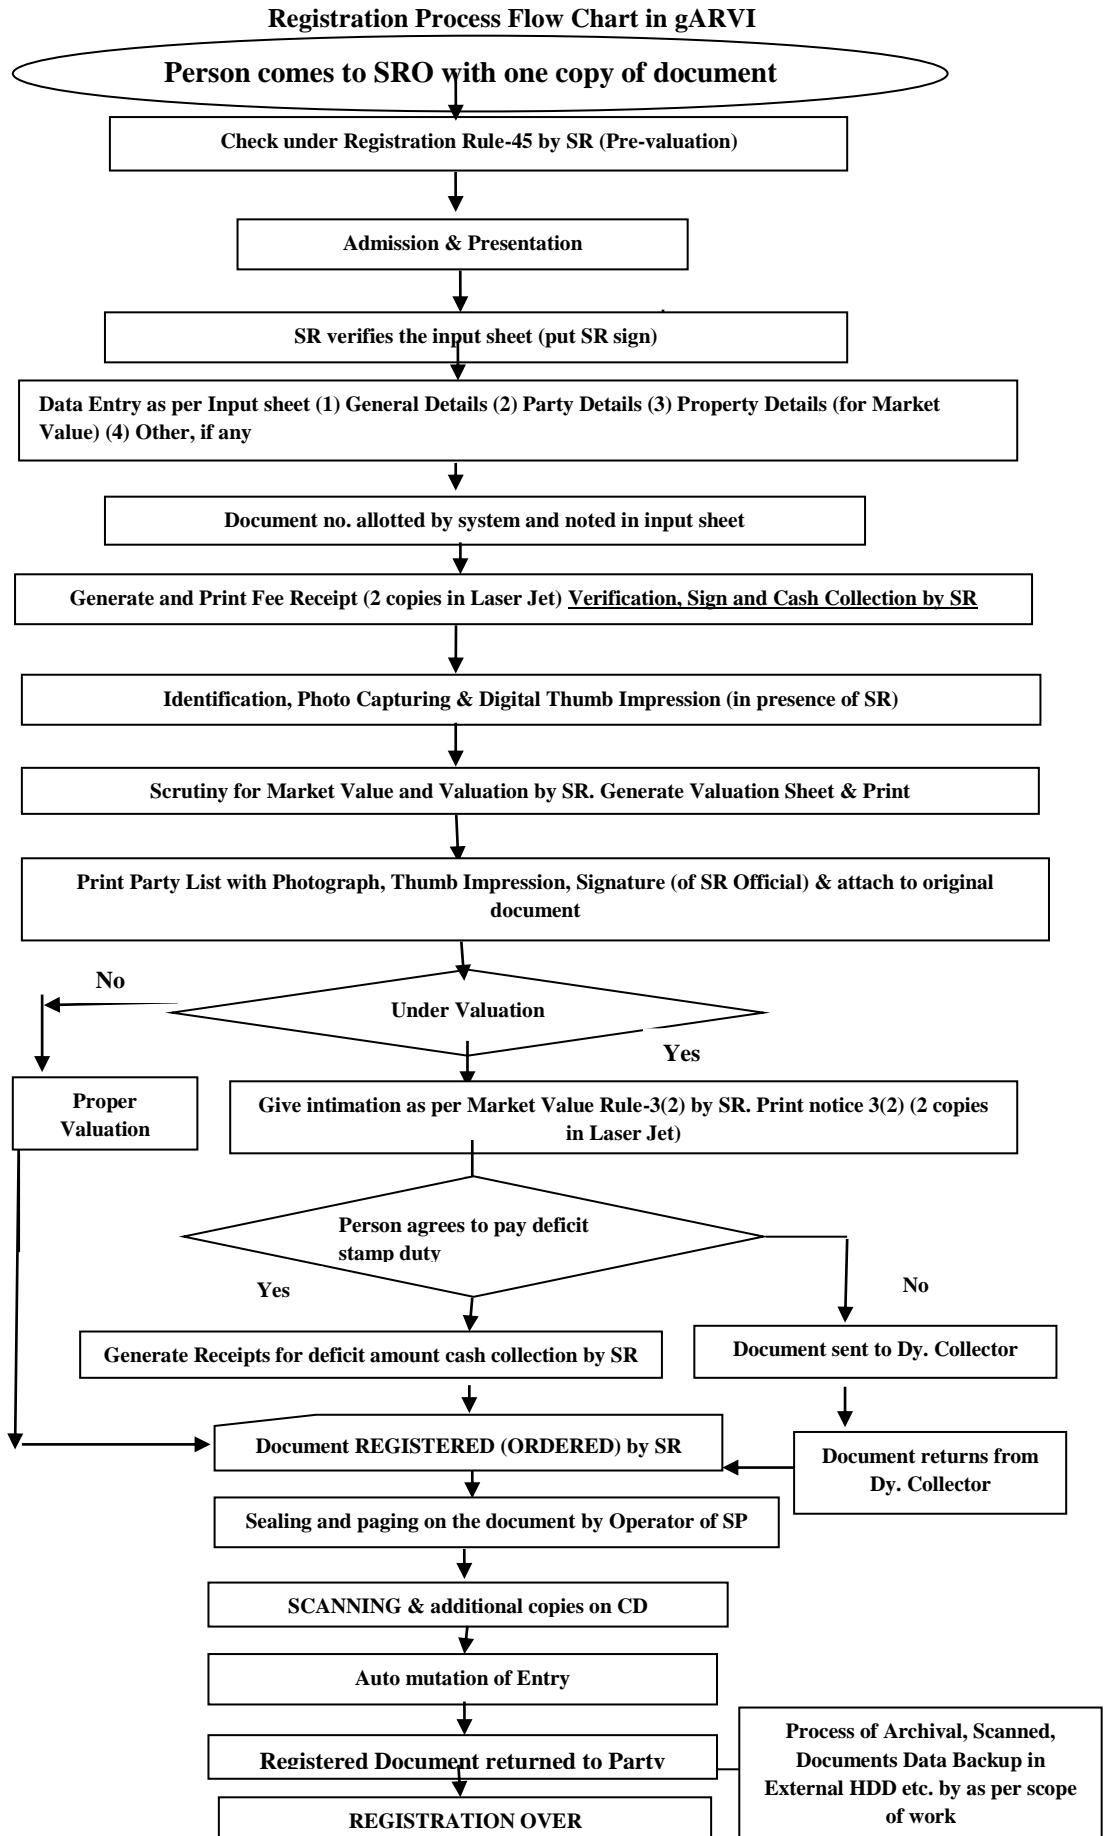 Registration Process Flow Chart in gARVI
Person comes to SRO with one copy of document
Check under Registration Rule-45 by SR (Pre-valuation)
Admission & Presentation
SR verifies the input sheet (put SR sign)
Data Entry as per Input sheet (1) General Details (2) Party Details (3) Property Details (for Market
Value) (4) Other, if any
Document no. allotted by system and noted in input sheet
Generate and Print Fee Receipt (2 copies in Laser Jet) Verification, Sign and Cash Collection by SR
Identification, Photo Capturing & Digital Thumb Impression (in presence of SR)
Scrutiny for Market Value and Valuation by SR. Generate Valuation Sheet & Print
Print Party List with Photograph, Thumb Impression, Signature (of SR Official) & attach to original
document
No
Under Valuation
Yes
Proper
Valuation
Give intimation as per Market Value Rule-3(2) by SR. Print notice 3(2) (2 copies
in Laser Jet)
Person agrees to pay deficit
stamp duty
Yes
No
Generate Receipts for deficit amount cash collection by SR
Document sent to Dy. Collector
Document REGISTERED (ORDERED) by SR
Document returns from
Dy. Collector
Sealing and paging on the document by Operator of SP
SCANNING & additional copies on CD
Auto mutation of Entry
Registered Document returned to Party
Process of Archival, Scanned,
Documents Data Backup in
External HDD etc. by as per scope
of work
REGISTRATION OVER